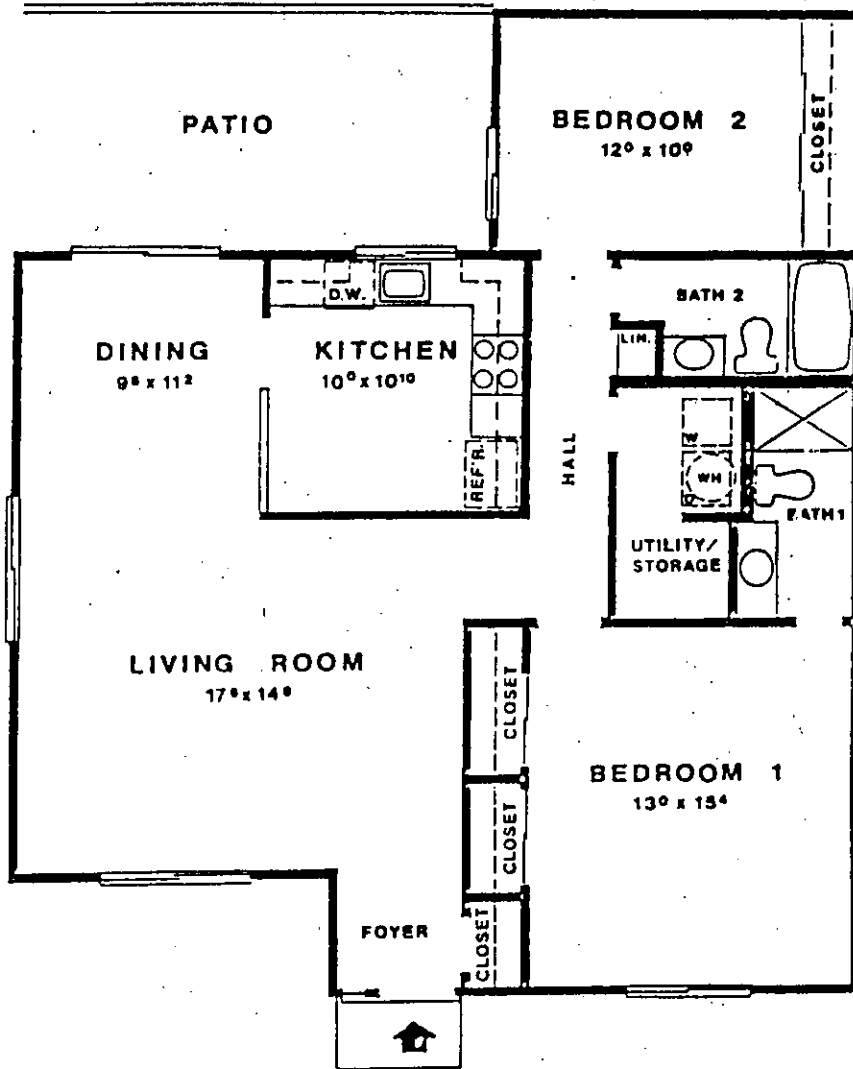 PATIO
BEDROOM 2
12⁰ x 10⁰
CLOSET
D.W.
BATH 2
LIN.
DINING
9⁸ x 11²
KITCHEN
10⁰ x 10¹⁰
REF'R.
HALL
W
WH
BATH 1
UTILITY/
STORAGE
LIVING ROOM
17⁶ x 14⁸
CLOSET
BEDROOM 1
13⁰ x 15⁴
CLOSET
FOYER
CLOSET